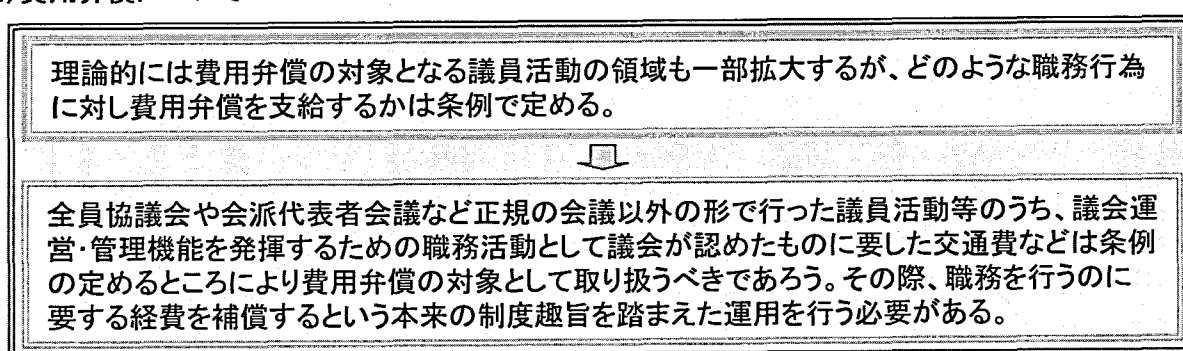 理論的には費用弁償の対象となる議員活動の領域も一部拡大するが、どのような職務行為
に対し費用弁償を支給するかは条例で定める。
全員協議会や会派代表者会議など正規の会議以外の形で行った議員活動等のうち、議会運
営・管理機能を発揮するための職務活動として議会が認めたものに要した交通費などは条例
の定めるところにより費用弁償の対象として取り扱うべきであろう。その際、職務を行うのに
要する経費を補償するという本来の制度趣旨を踏まえた運用を行う必要がある。